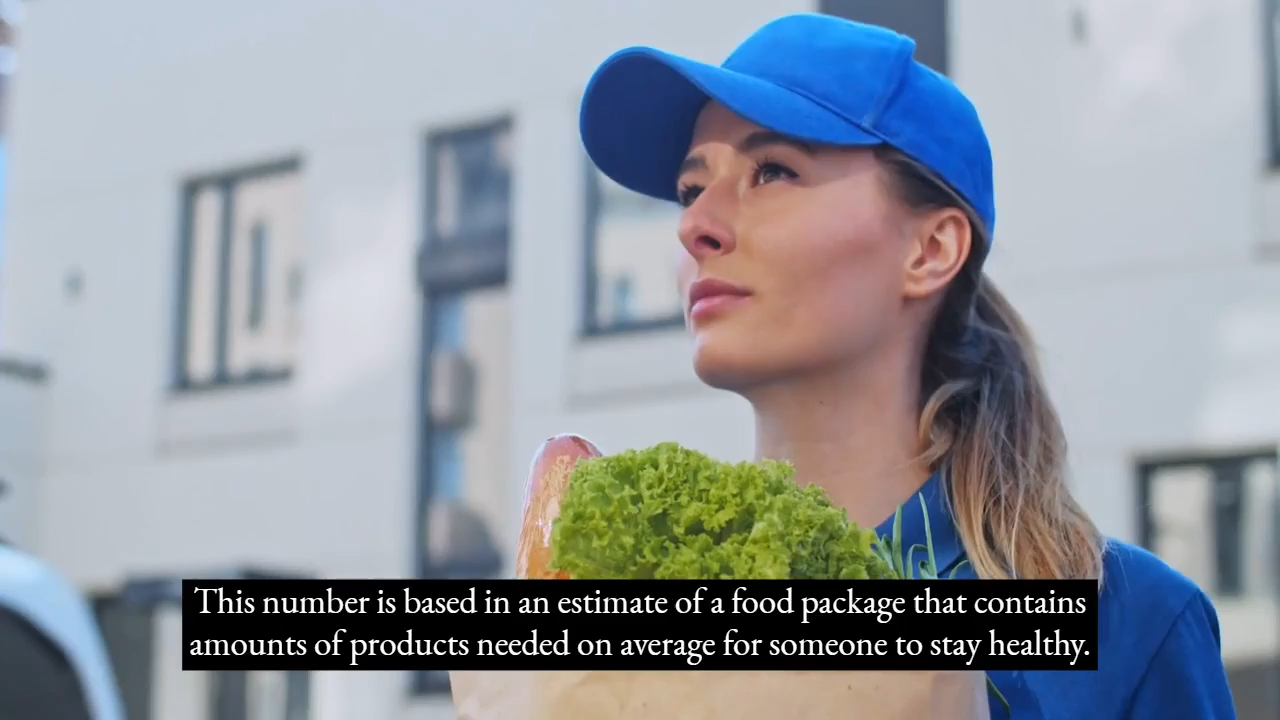 This number is based in an estimate of a food package that contains
amounts of products needed on average for someone to stay healthy.